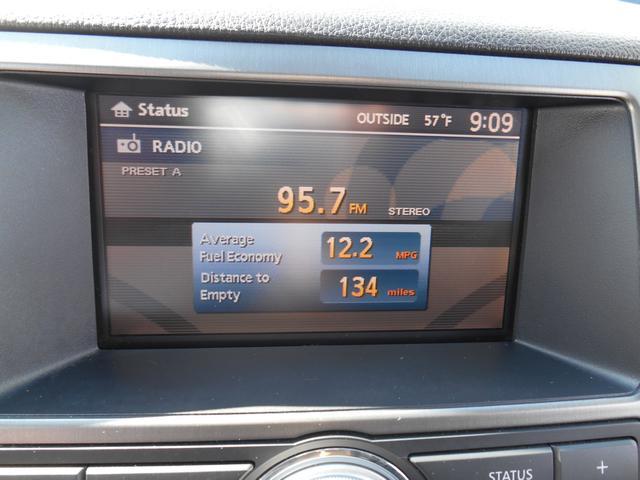 Status OUTSIDE 57°F 9:09
RADIO
PRESET A
95.7 FM STEREO
Average
Fuel Economy 12.2 MPG
Distance to
Empty 134 miles
STATUS +